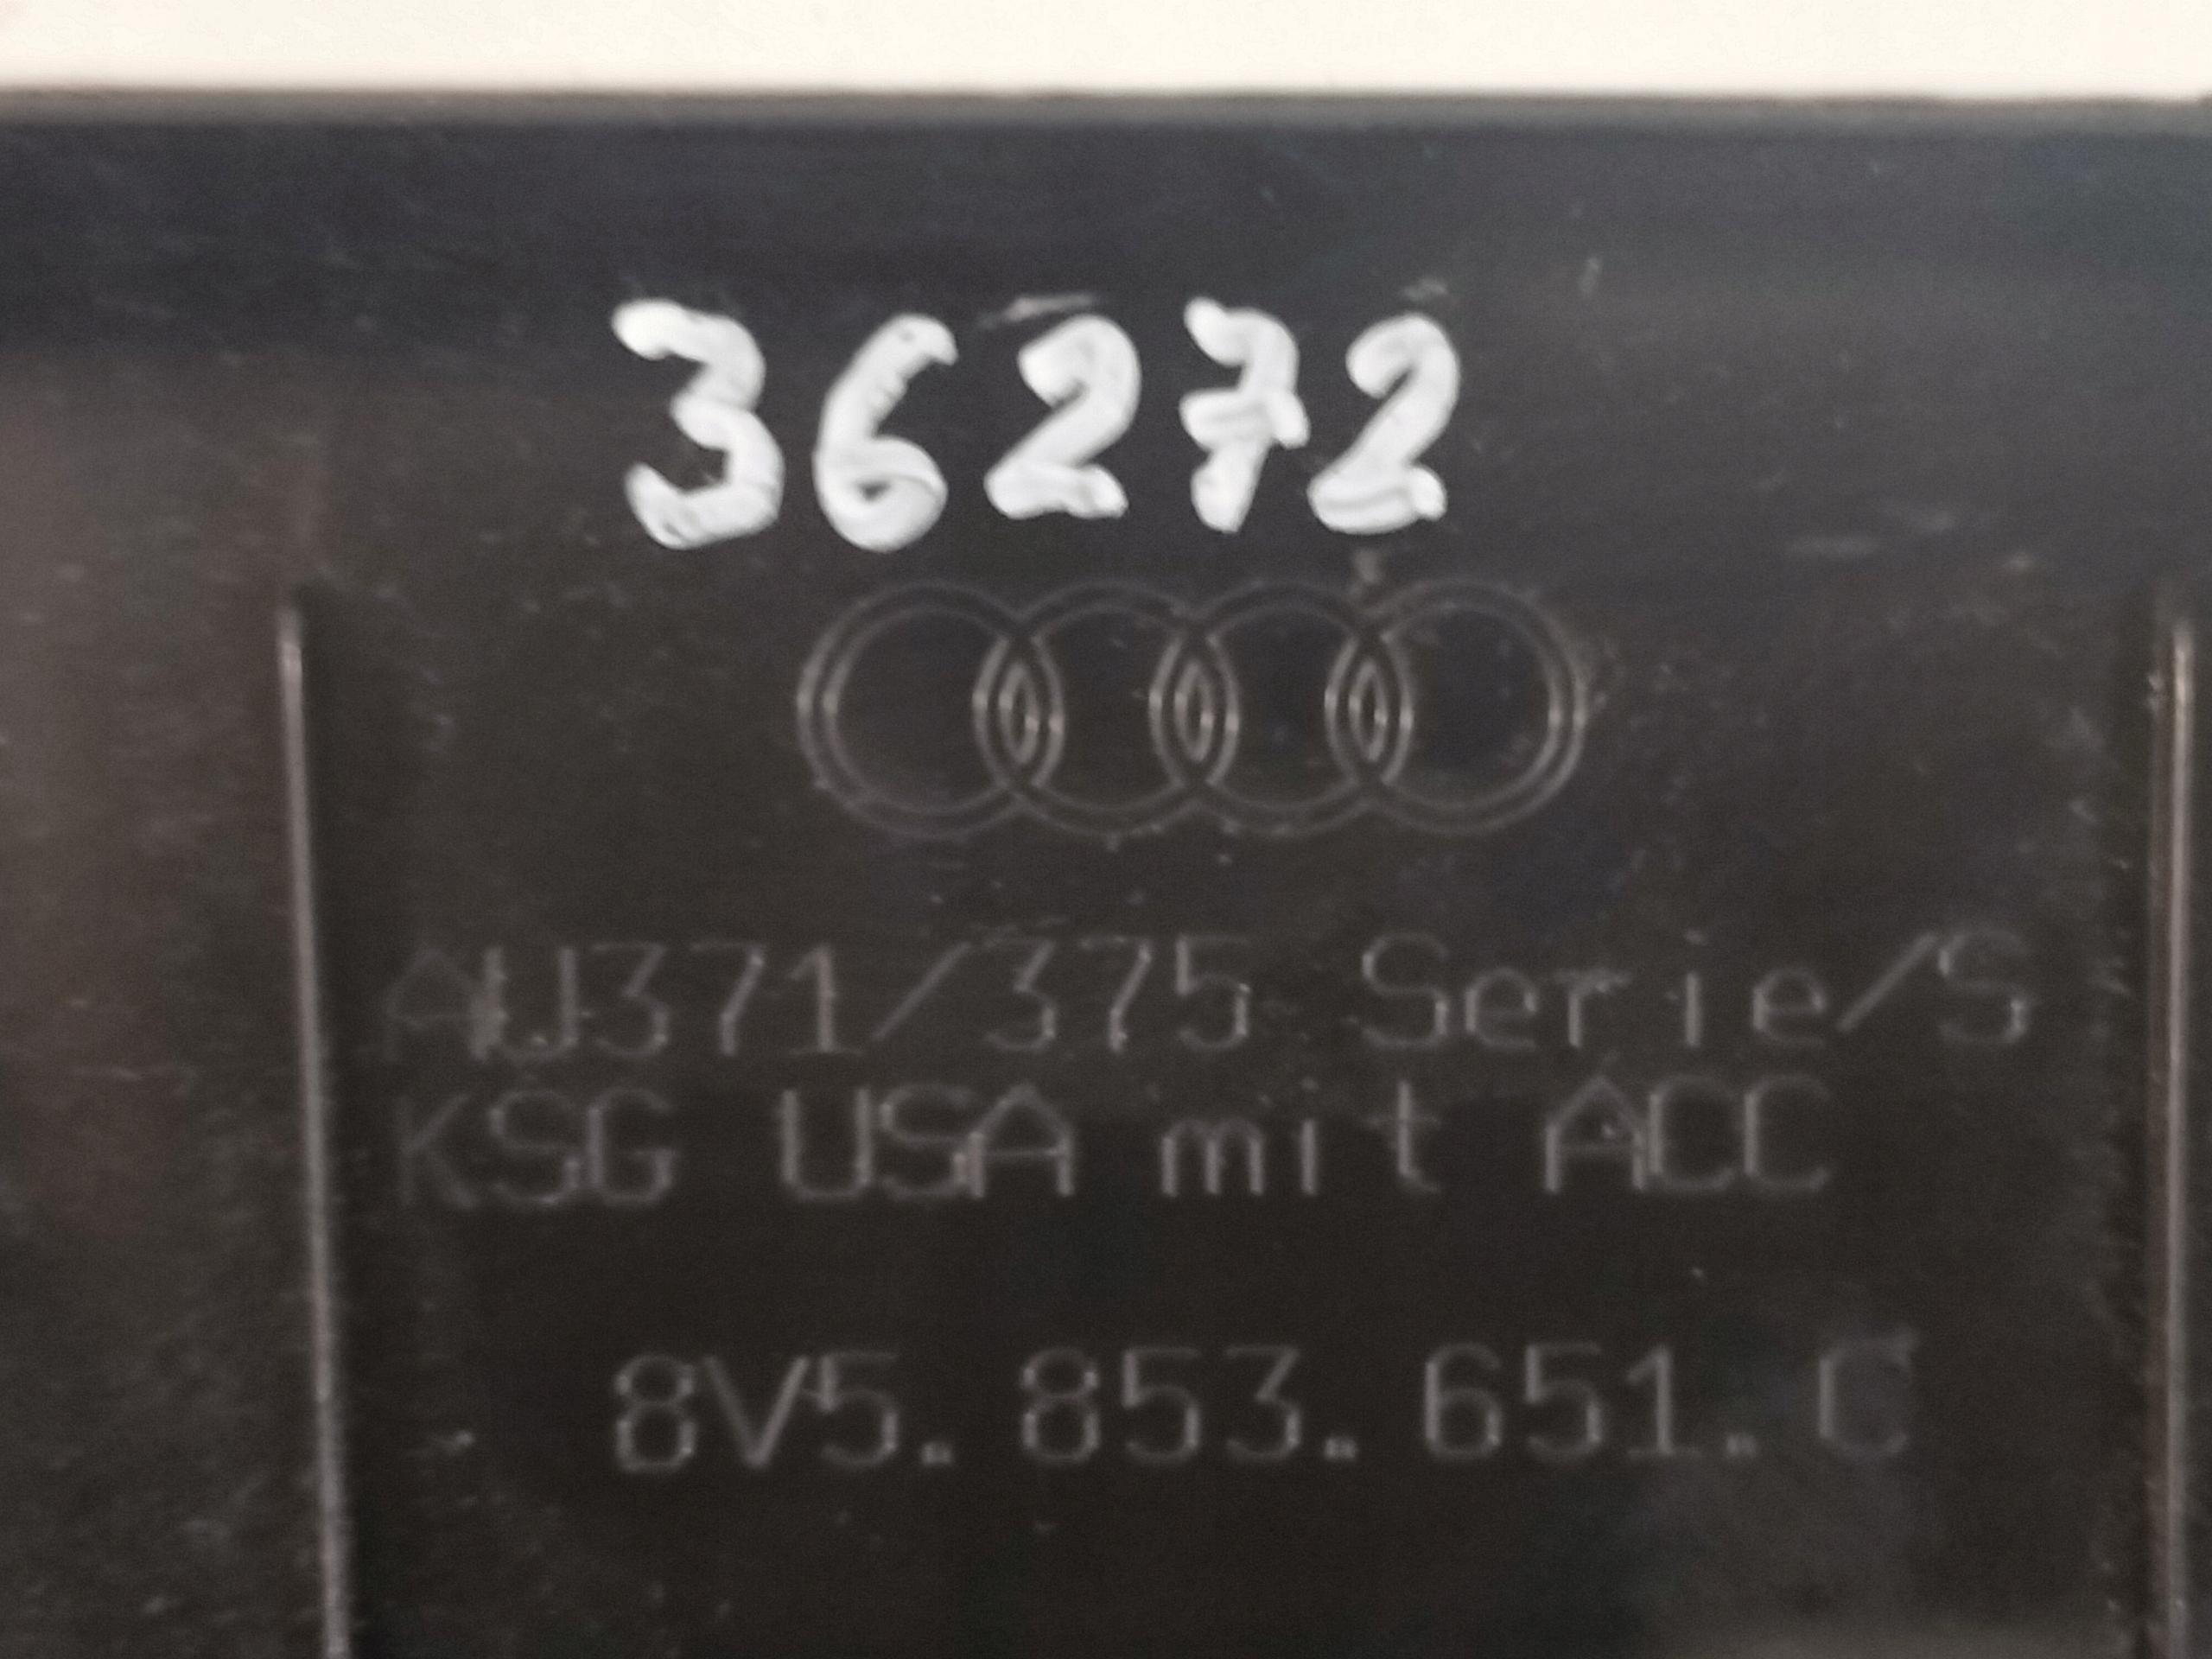 36272
AU371/375 Serie/S
KSG USA mit ACC
8V5.853.651.C